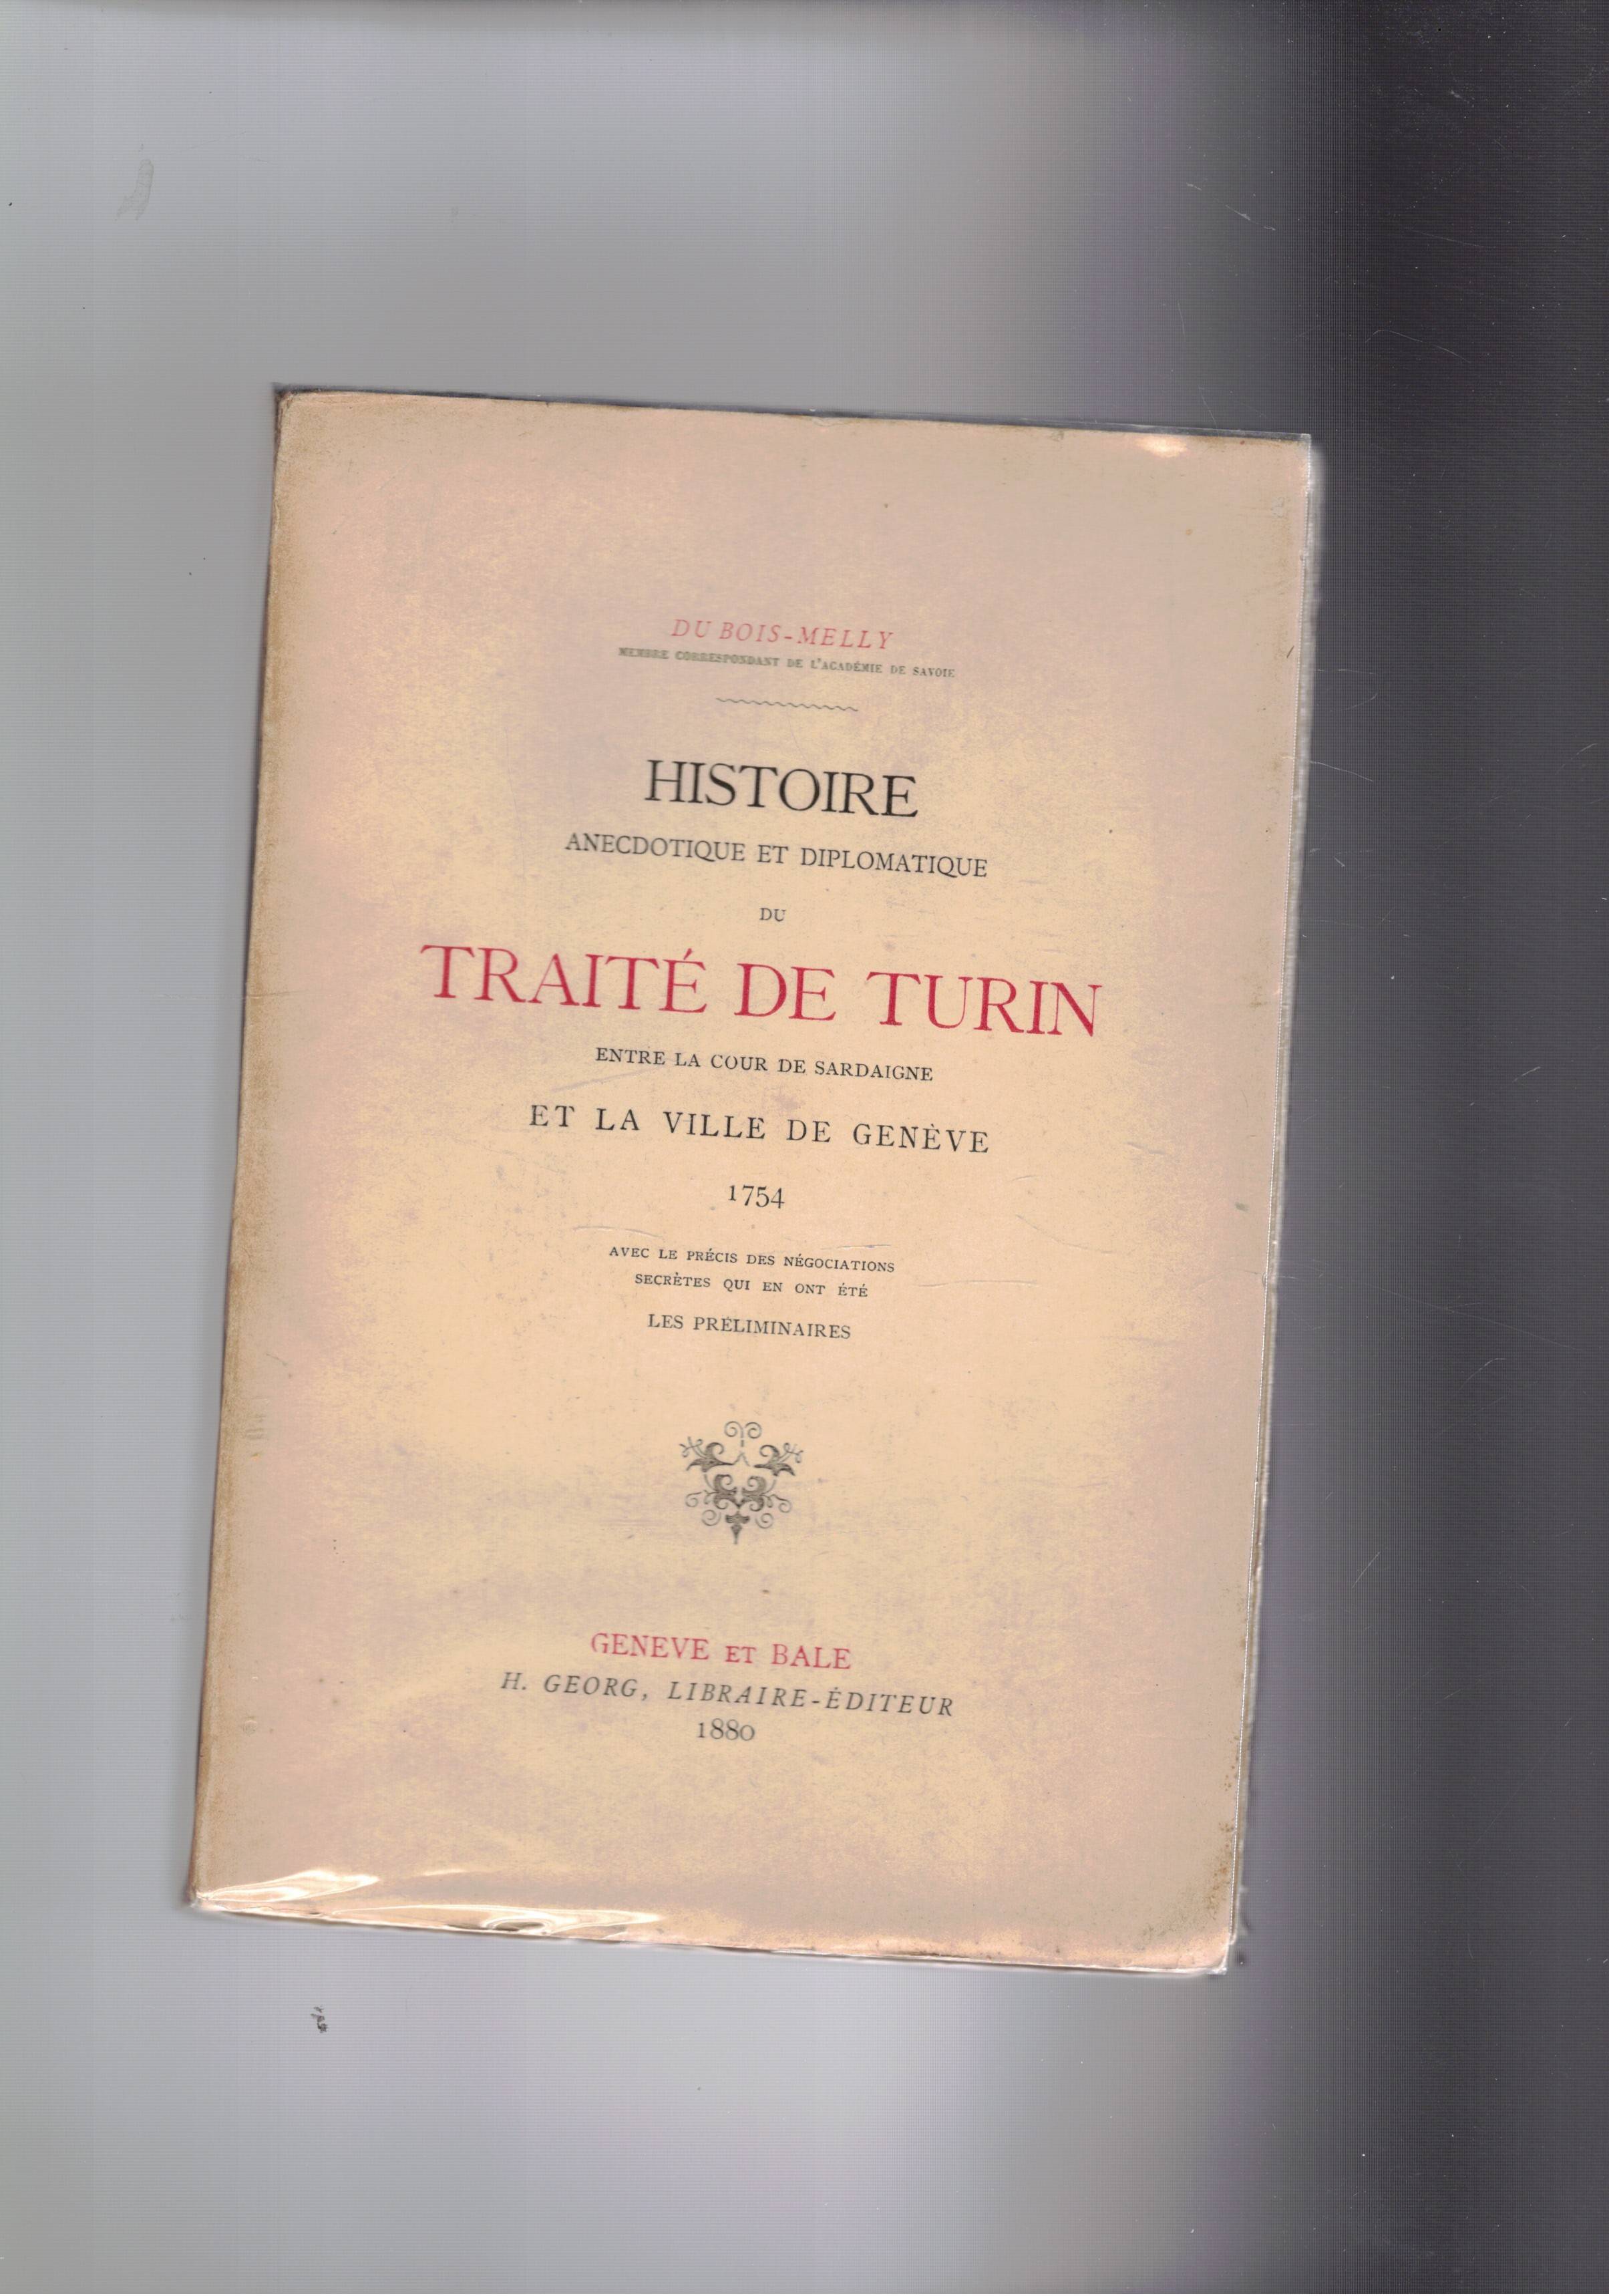 DU BOIS-MELLY
MEMBRE CORRESPONDANT DE L'ACADÉMIE DE SAVOIE
HISTOIRE
ANECDOTIQUE ET DIPLOMATIQUE
DU
TRAITÉ DE TURIN
ENTRE LA COUR DE SARDAIGNE
ET LA VILLE DE GENÈVE
1754
AVEC LE PRÉCIS DES NÉGOCIATIONS
SECRÈTES QUI EN ONT ÉTÉ
LES PRÉLIMINAIRES
GENEVE ET BALE
H. GEORG, LIBRAIRE-ÉDITEUR
1880